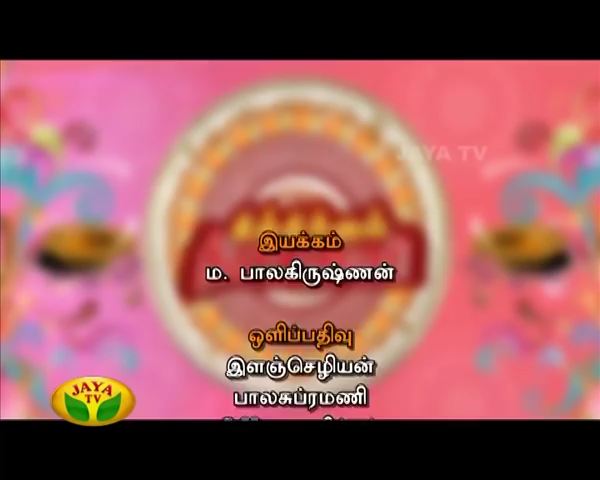 JAYA TV
இயக்கம்
ம. பாலகிருஷ்ணன்
ஒளிப்பதிவு
இளஞ்செழியன்
பாலசுப்ரமணி
JAYA
TV